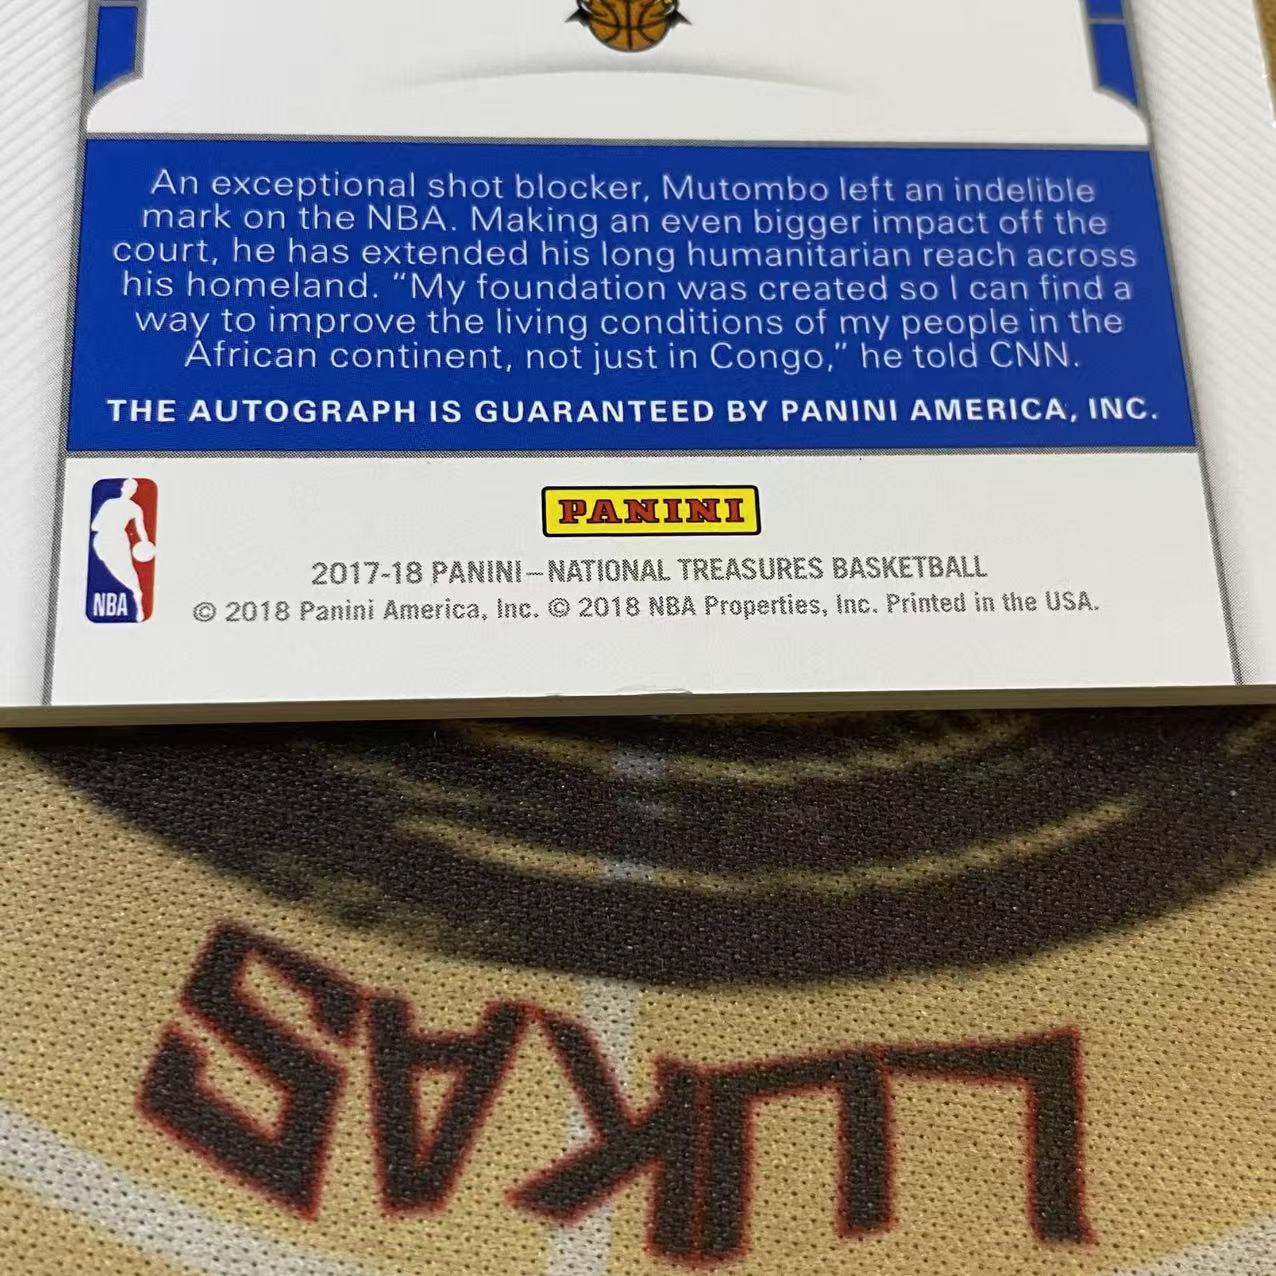 An exceptional shot blocker, Mutombo left an indelible
mark on the NBA. Making an even bigger impact off the
court, he has extended his long humanitarian reach across
his homeland. “My foundation was created so I can find a
way to improve the living conditions of my people in the
African continent, not just in Congo,” he told CNN.
THE AUTOGRAPH IS GUARANTEED BY PANINI AMERICA, INC.
PANINI
NBA
2017-18 PANINI – NATIONAL TREASURES BASKETBALL
© 2018 Panini America, Inc. © 2018 NBA Properties, Inc. Printed in the USA.
LUKAS